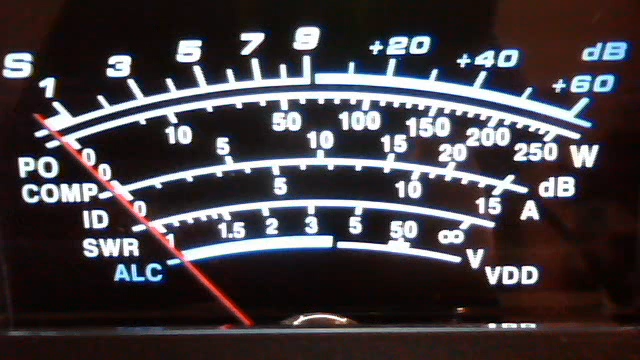 S 1 3 5 7 9 +20 +40 +60 dB
PO 0 10 50 100 150 200 250 W
COMP 0 5 10 15 20 dB
ID 0 5 10 15 A
SWR 1 1.5 2 3 5 50 ∞ V
ALC VDD